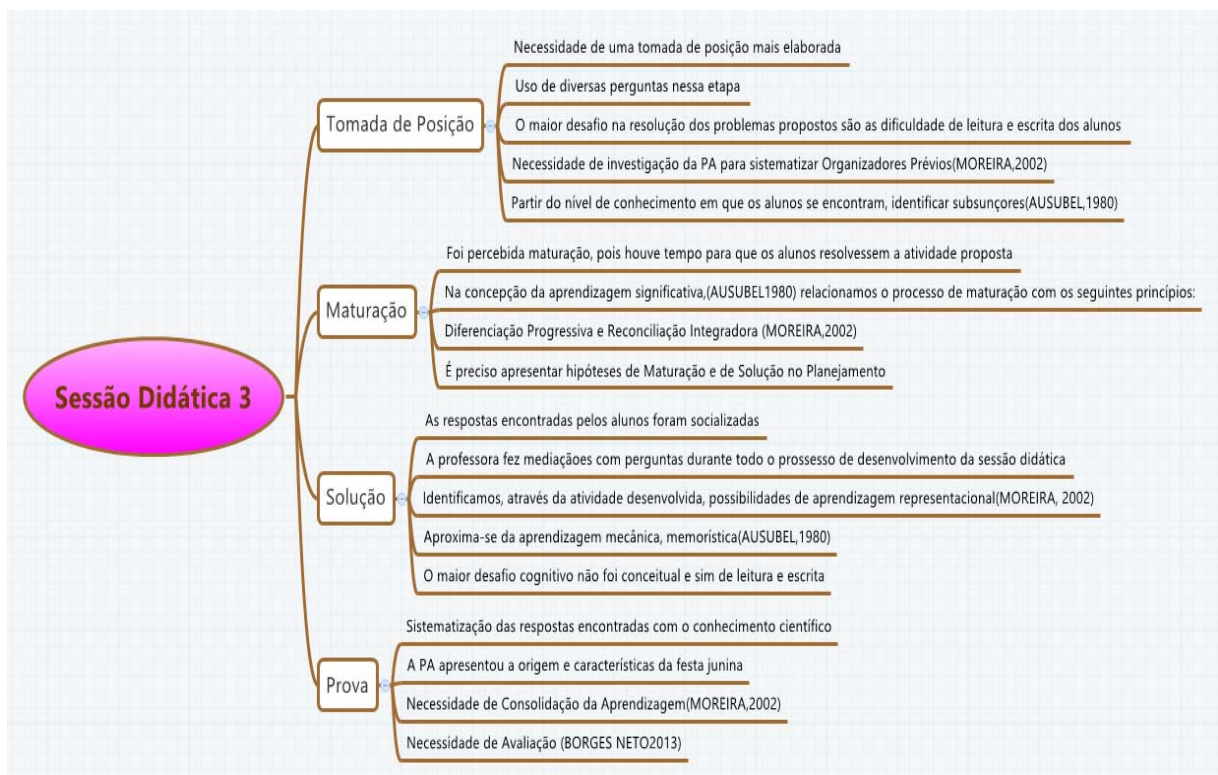 Sessão Didática 3
Tomada de Posição
Necessidade de uma tomada de posição mais elaborada
Uso de diversas perguntas nessa etapa
O maior desafio na resolução dos problemas propostos são as dificuldade de leitura e escrita dos alunos
Necessidade de investigação da PA para sistematizar Organizadores Prévios(MOREIRA,2002)
Partir do nível de conhecimento em que os alunos se encontram, identificar subsunçores(AUSUBEL,1980)
Maturação
Foi percebida maturação, pois houve tempo para que os alunos resolvessem a atividade proposta
Na concepção da aprendizagem significativa,(AUSUBEL1980) relacionamos o processo de maturação com os seguintes princípios:
Diferenciação Progressiva e Reconciliação Integradora (MOREIRA,2002)
É preciso apresentar hipóteses de Maturação e de Solução no Planejamento
Solução
As respostas encontradas pelos alunos foram socializadas
A professora fez mediaçãoes com perguntas durante todo o prossesso de desenvolvimento da sessão didática
Identificamos, através da atividade desenvolvida, possibilidades de aprendizagem representacional(MOREIRA, 2002)
Aproxima-se da aprendizagem mecânica, memorística(AUSUBEL,1980)
O maior desafio cognitivo não foi conceitual e sim de leitura e escrita
Prova
Sistematização das respostas encontradas com o conhecimento científico
A PA apresentou a origem e características da festa junina
Necessidade de Consolidação da Aprendizagem(MOREIRA,2002)
Necessidade de Avaliação (BORGES NETO2013)